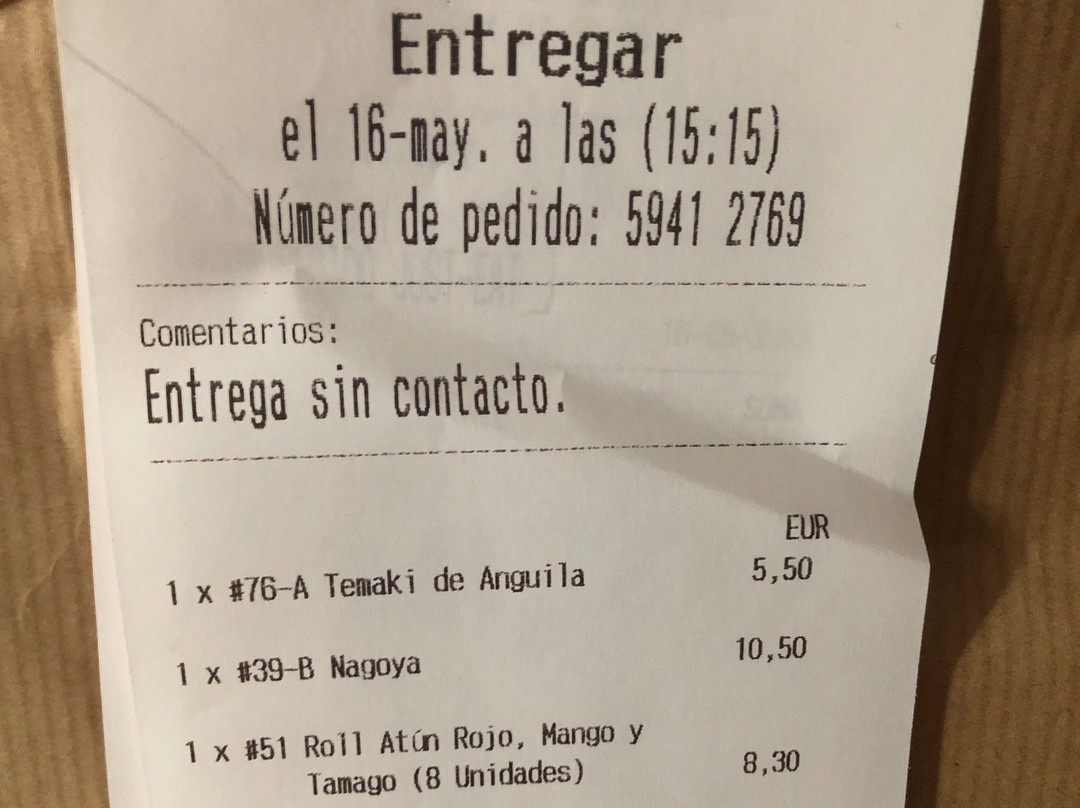 Entregar
el 16-may. a las (15:15)
Número de pedido: 5941 2769
Comentarios:
Entrega sin contacto.
EUR
1 x #76-A Temaki de Anguila 5,50
1 x #39-B Nagoya 10,50
1 x #51 Roll Atún Rojo, Mango y
Tamago (8 Unidades) 8,30